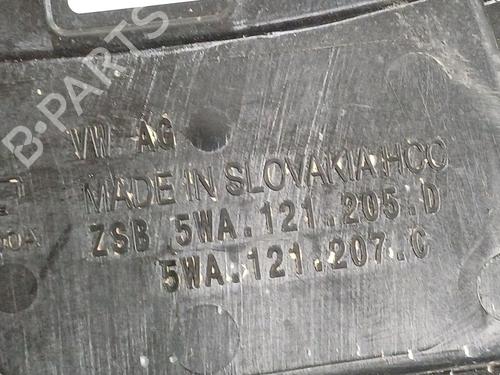 B-PARTS
VW AG
MADE IN SLOVAKIA HCC
ZSB 5WA.121.205.D
5WA.121.207.C